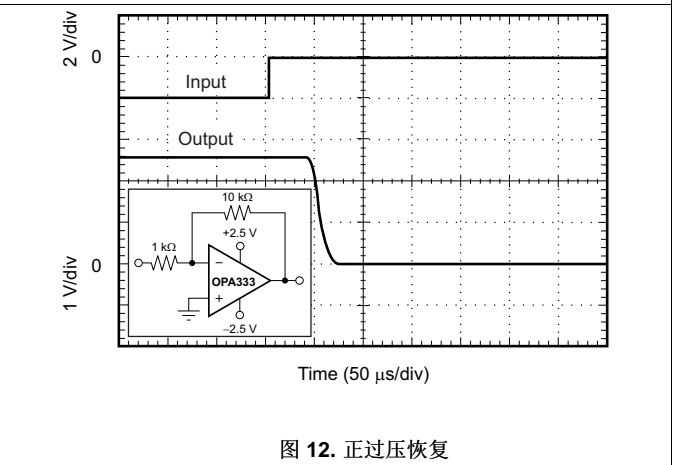 2 V/div
0
Input
Output
10 kΩ
+2.5 V
1 kΩ
−
OPA333
+
−2.5 V
1 V/div
0
Time (50 μs/div)
图 12. 正过压恢复